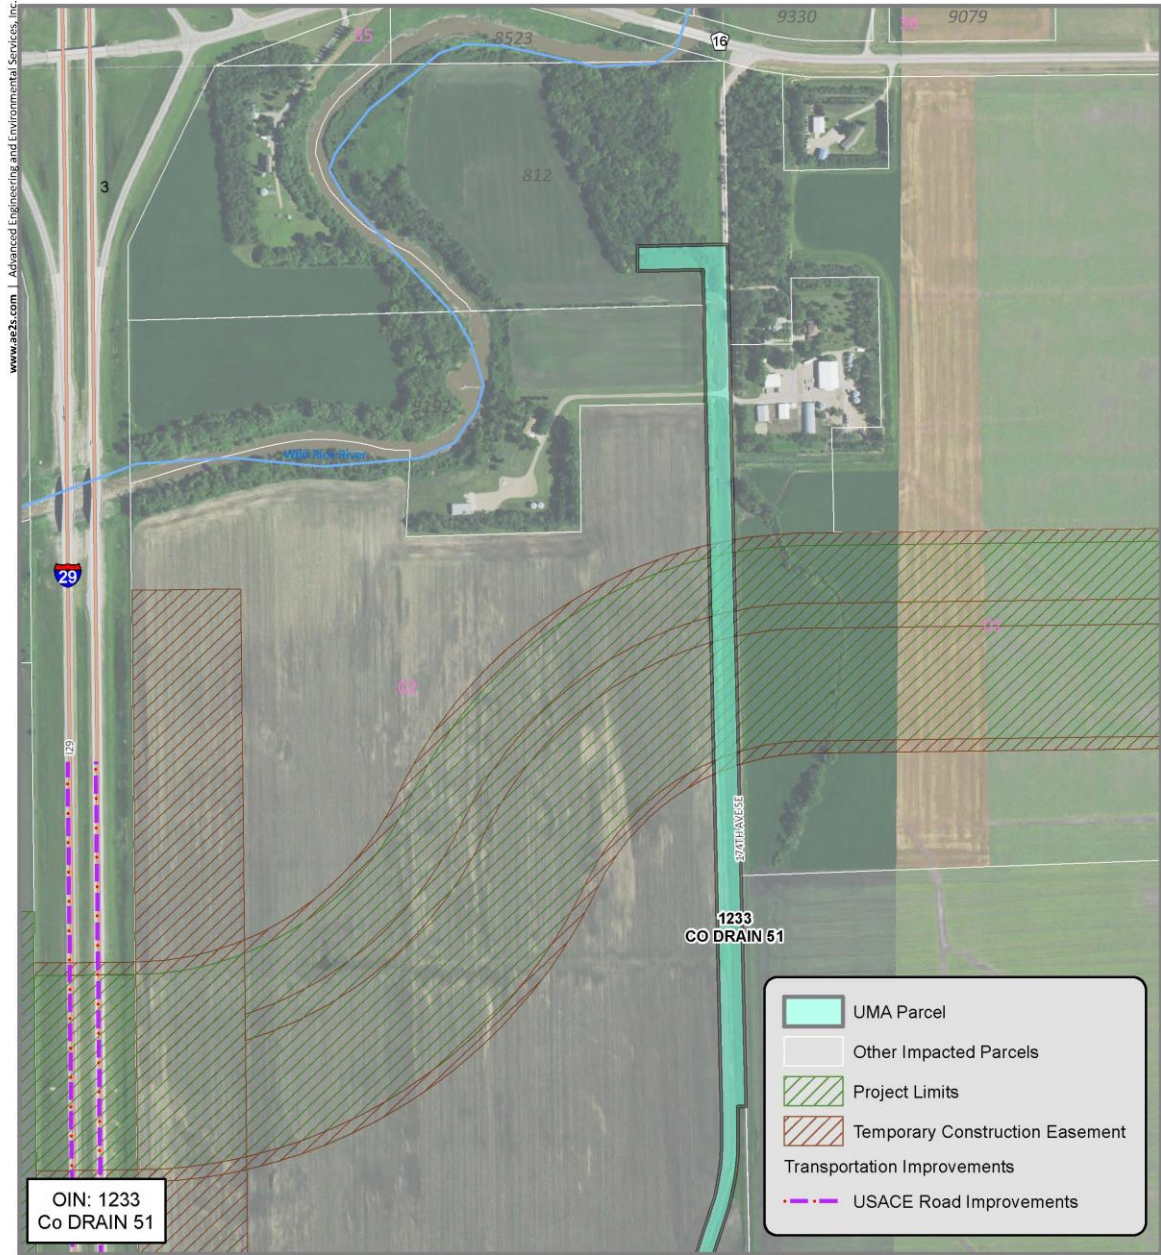 www.ae2s.com | Advanced Engineering and Environmental Services, Inc.
35
8523
16
9330
36
9079
3
812
Wild Rice River
29
02
01
I29
174TH AVE SE
1233
CO DRAIN 51
UMA Parcel
Other Impacted Parcels
Project Limits
Temporary Construction Easement
Transportation Improvements
USACE Road Improvements
OIN: 1233
Co DRAIN 51